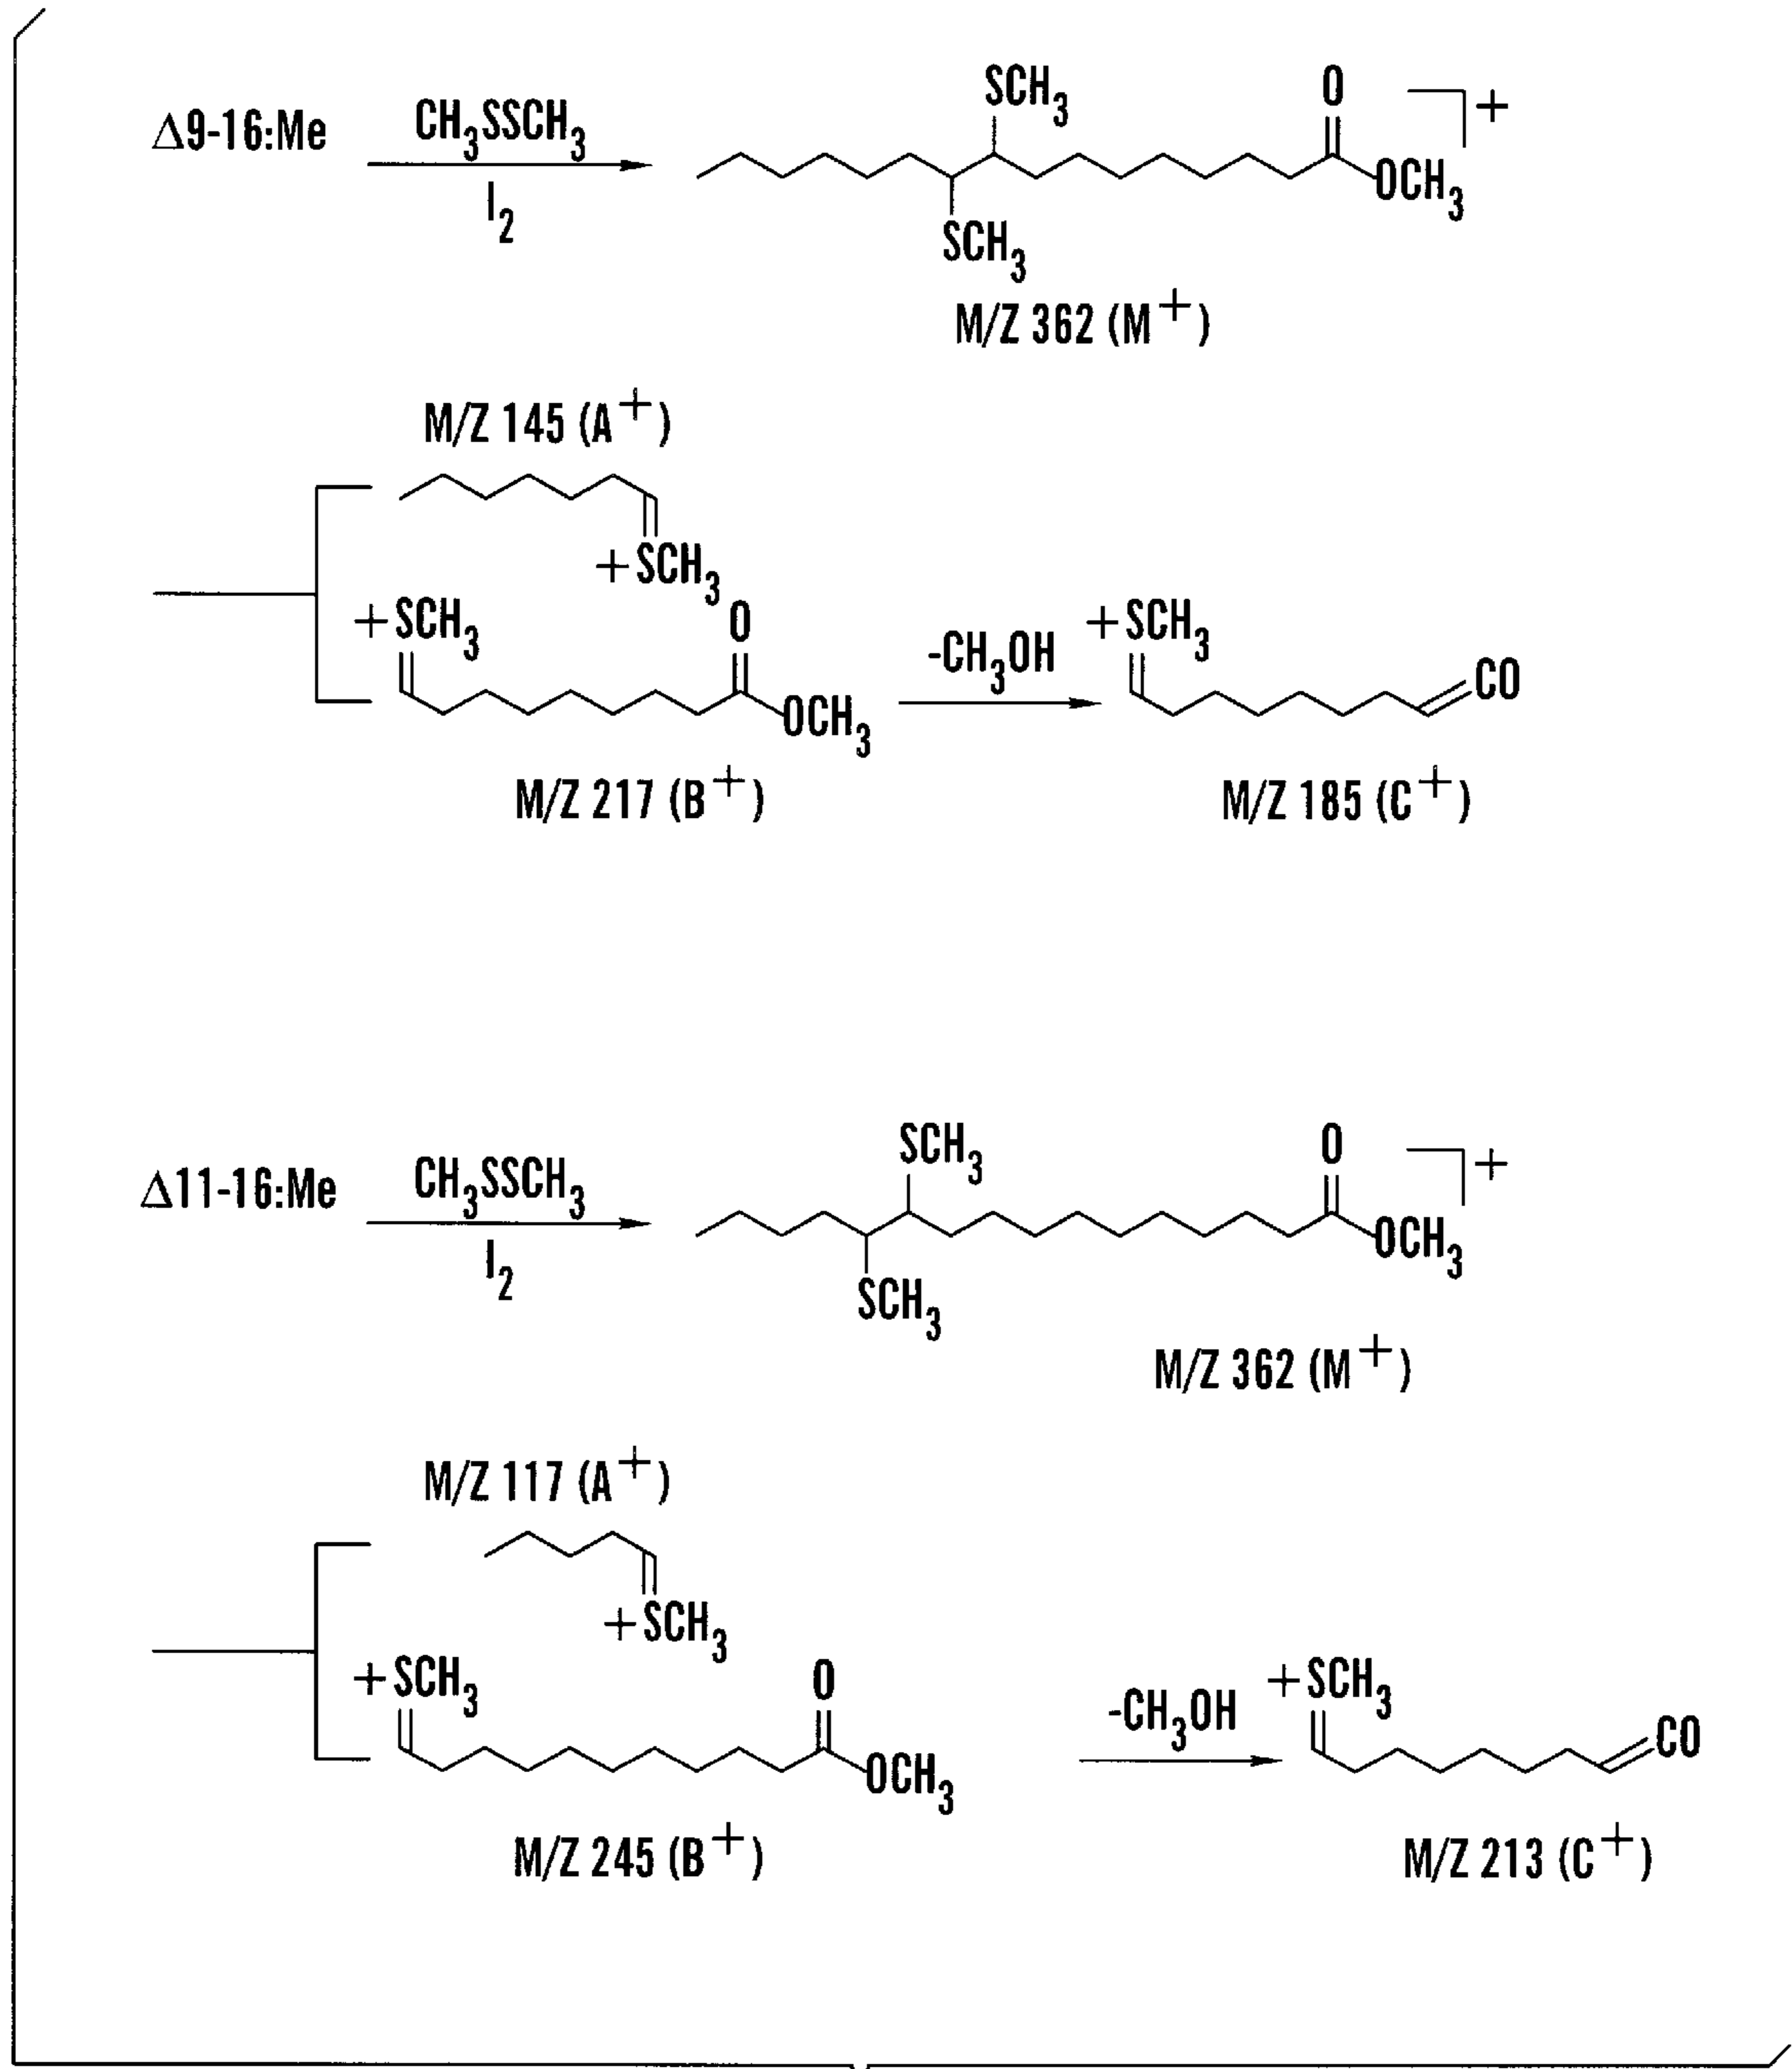 SCH3
O
Δ9-16:Me
CH3SSCH3
I2
+
OCH3
SCH3
M/Z 362 (M+)
M/Z 145 (A+)
+SCH3
+SCH3
O
OCH3
-CH3OH
+SCH3
CO
M/Z 217 (B+)
M/Z 185 (C+)
SCH3
O
Δ11-16:Me
CH3SSCH3
I2
+
OCH3
SCH3
M/Z 362 (M+)
M/Z 117 (A+)
+SCH3
+SCH3
O
OCH3
-CH3OH
+SCH3
CO
M/Z 245 (B+)
M/Z 213 (C+)